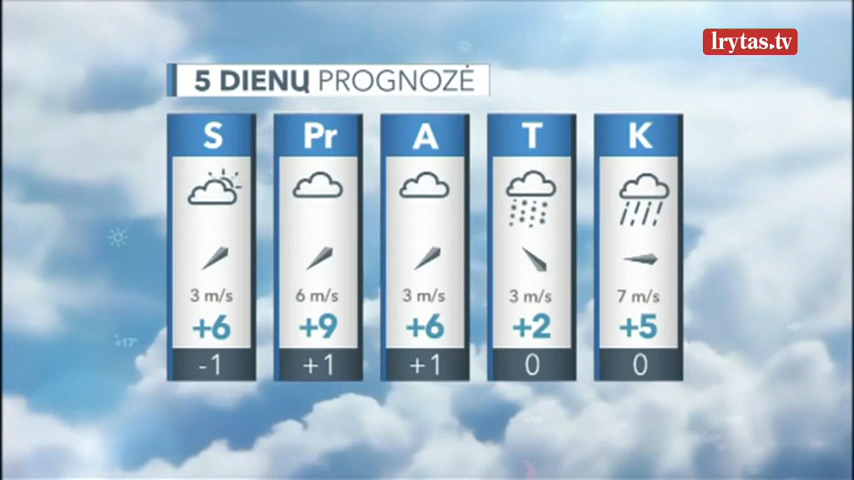 lrytas.tv
5 DIENŲ PROGNOZĖ
S Pr A T K
3 m/s 6 m/s 3 m/s 3 m/s 7 m/s
+6 +9 +6 +2 +5
-1 +1 +1 0 0
+17°